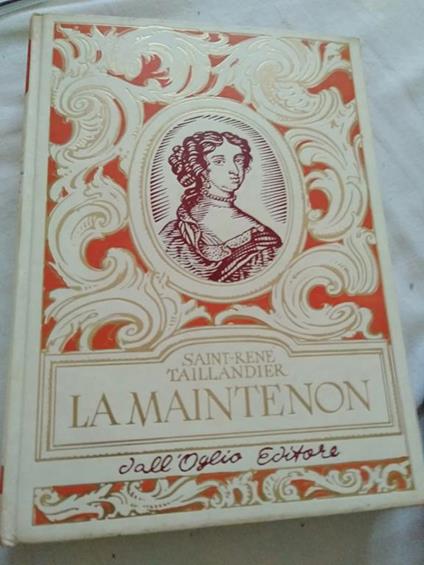 SAINT-RENÉ
TAILLANDIER
LA MAINTENON
dall'Oglio Editore